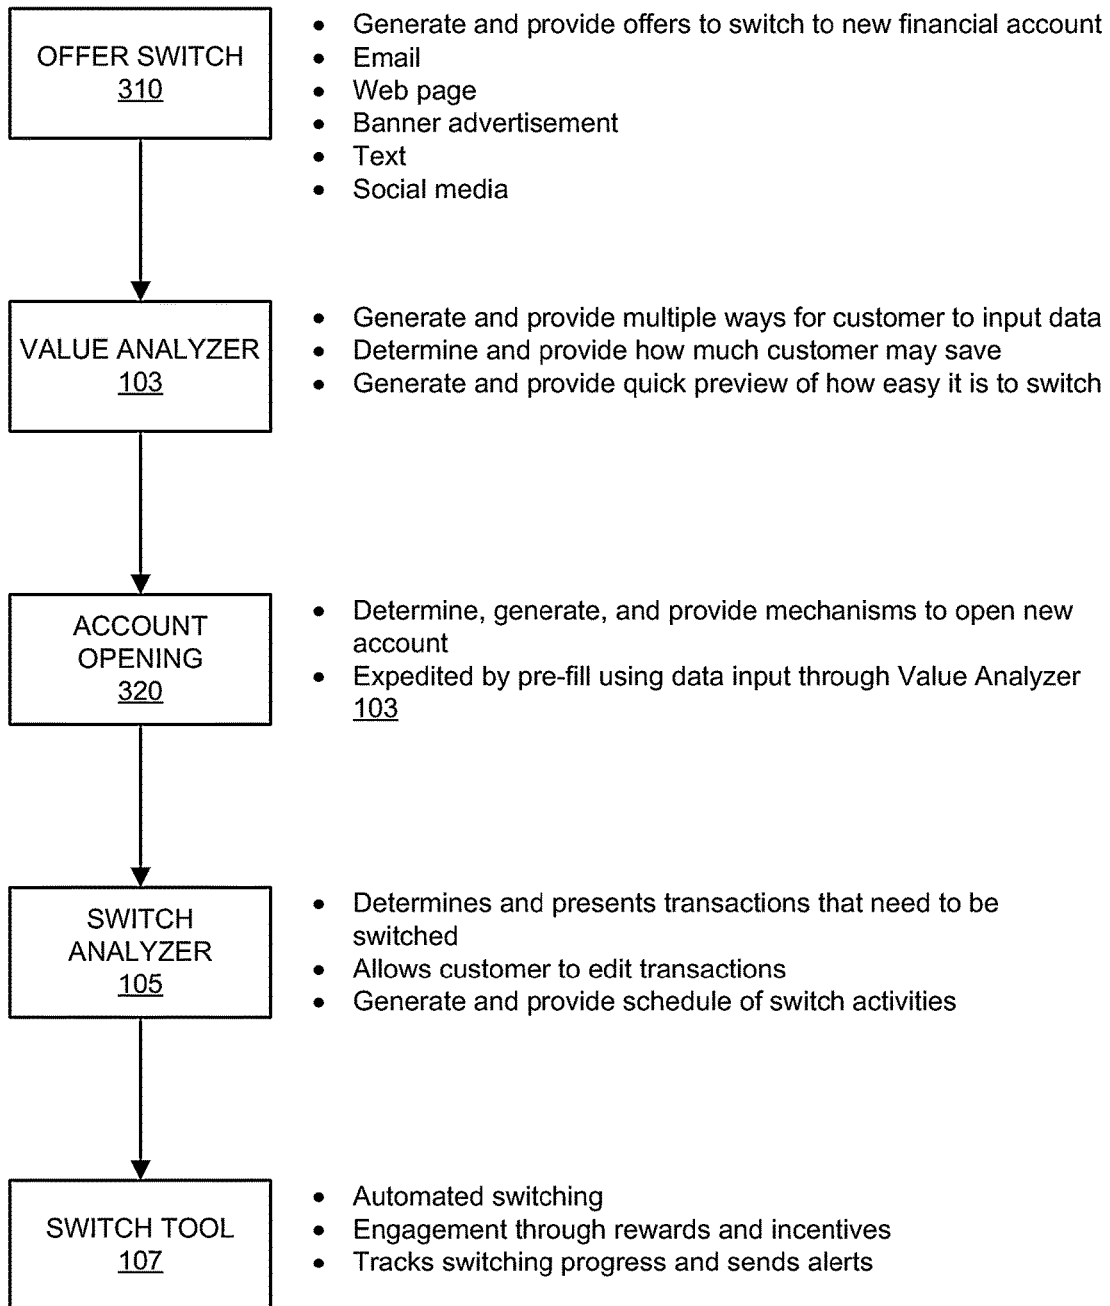 OFFER SWITCH
310
• Generate and provide offers to switch to new financial account
• Email
• Web page
• Banner advertisement
• Text
• Social media
VALUE ANALYZER
103
• Generate and provide multiple ways for customer to input data
• Determine and provide how much customer may save
• Generate and provide quick preview of how easy it is to switch
ACCOUNT
OPENING
320
• Determine, generate, and provide mechanisms to open new
account
• Expedited by pre-fill using data input through Value Analyzer
103
SWITCH
ANALYZER
105
• Determines and presents transactions that need to be
switched
• Allows customer to edit transactions
• Generate and provide schedule of switch activities
SWITCH TOOL
107
• Automated switching
• Engagement through rewards and incentives
• Tracks switching progress and sends alerts